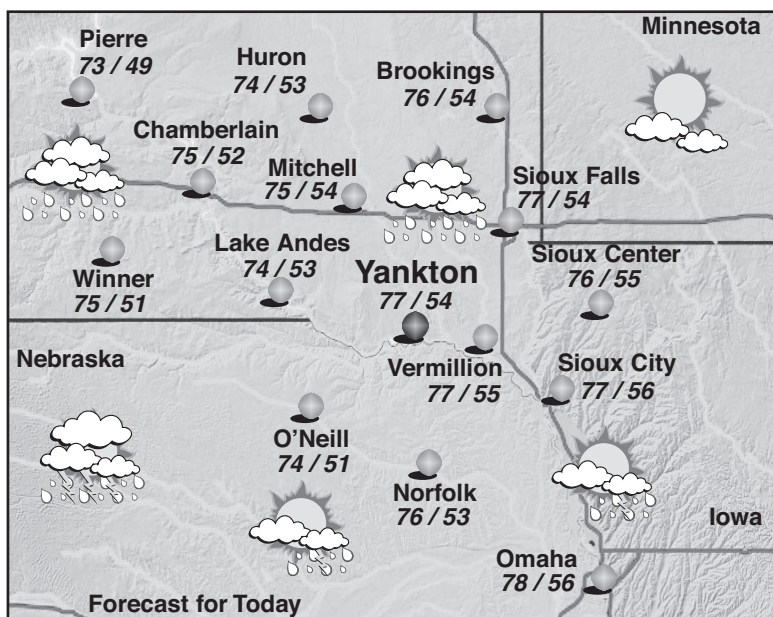 Pierre
73 / 49
Huron
74 / 53
Brookings
76 / 54
Minnesota
Chamberlain
75 / 52
Mitchell
75 / 54
Sioux Falls
77 / 54
Winner
75 / 51
Lake Andes
74 / 53
Yankton
77 / 54
Sioux Center
76 / 55
Nebraska
Vermillion
77 / 55
Sioux City
77 / 56
O’Neill
74 / 51
Norfolk
76 / 53
Iowa
Omaha
78 / 56
Forecast for Today